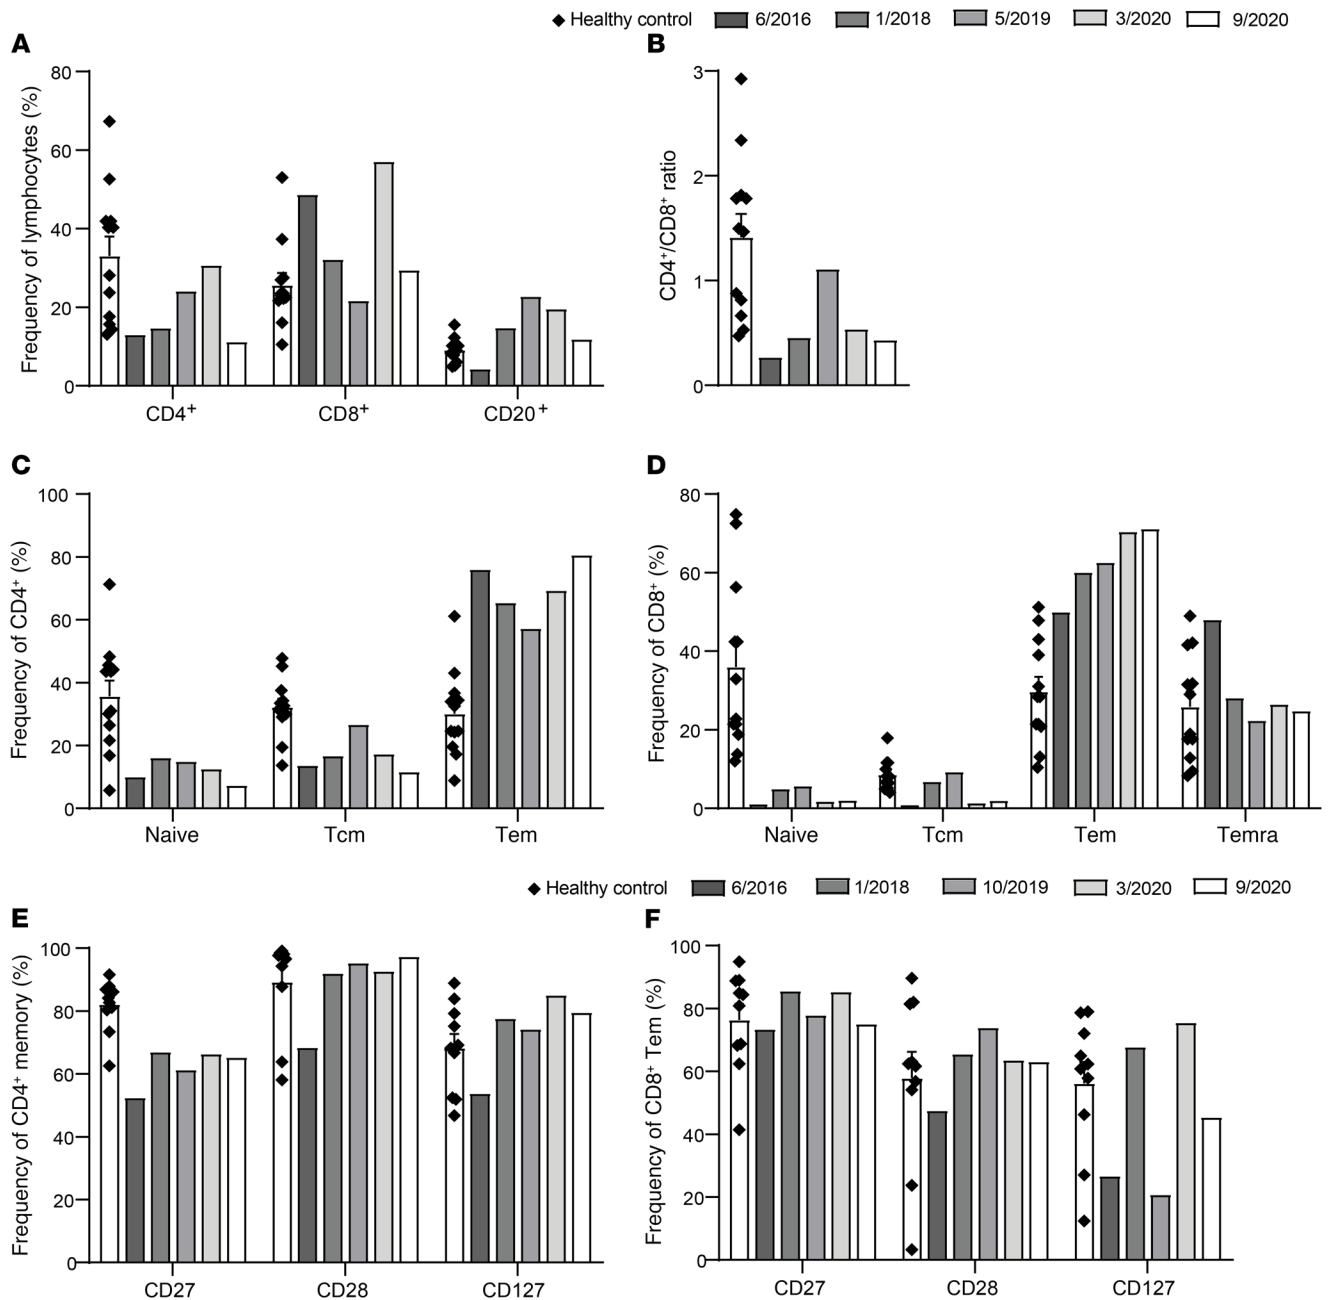 Healthy control 6/2016 1/2018 5/2019 3/2020 9/2020
A
Frequency of lymphocytes (%)
80
60
40
20
0
CD4+ CD8+ CD20+
B
CD4+/CD8+ ratio
3
2
1
0
C
Frequency of CD4+ (%)
100
80
60
40
20
0
Naive Tcm Tem
D
Frequency of CD8+ (%)
80
60
40
20
0
Naive Tcm Tem Temra
Healthy control 6/2016 1/2018 10/2019 3/2020 9/2020
E
Frequency of CD4+ memory (%)
100
80
60
40
20
0
CD27 CD28 CD127
F
Frequency of CD8+ Tem (%)
100
80
60
40
20
0
CD27 CD28 CD127